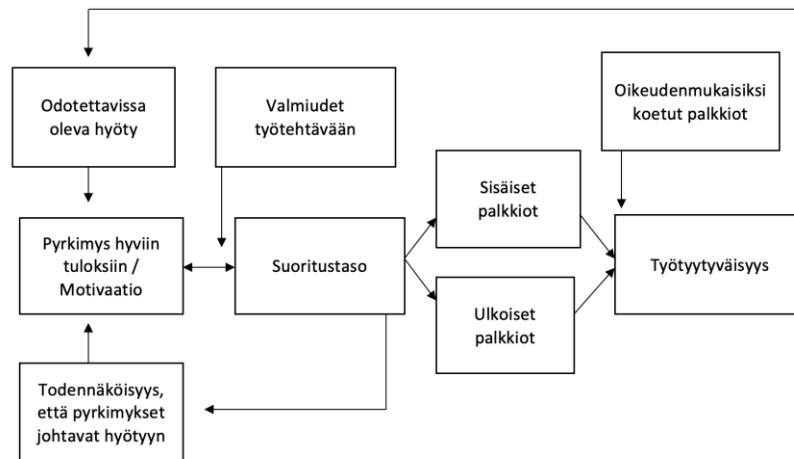 Odotettavissa
oleva hyöty
Valmiudet
työtehtävään
Oikeudenmukaisiksi
koetut palkkiot
Sisäiset
palkkiot
Pyrkimys hyviin
tuloksiin /
Motivaatio
Suoritustaso
Työtyytyväisyys
Ulkoiset
palkkiot
Todennäköisyys,
että pyrkimykset
johtavat hyötyyn